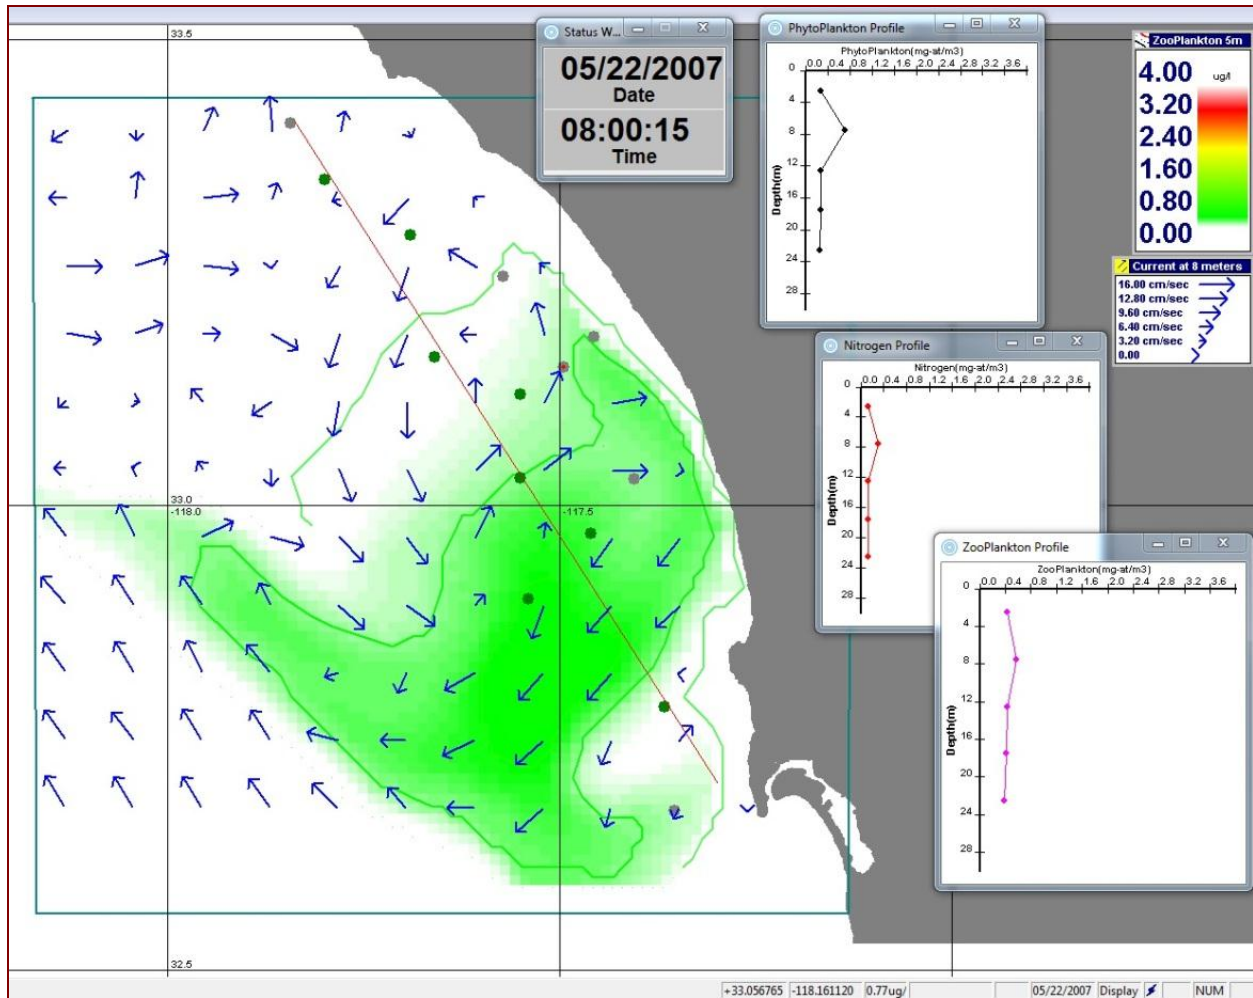 33.5
33.0
32.5
-118.0
-117.5
Status W...
05/22/2007
Date
08:00:15
Time
PhytoPlankton Profile
PhytoPlankton(mg-at/m3)
0.0 0.4 0.8 1.2 1.6 2.0 2.4 2.8 3.2 3.6
0
4
8
12
16
20
24
28
Depth(m)
ZooPlankton 5m
4.00 ug/l
3.20
2.40
1.60
0.80
0.00
Current at 8 meters
16.00 cm/sec
12.80 cm/sec
9.60 cm/sec
6.40 cm/sec
3.20 cm/sec
0.00
Nitrogen Profile
Nitrogen(mg-at/m3)
0.0 0.4 0.8 1.2 1.6 2.0 2.4 2.8 3.2 3.6
0
4
8
12
16
20
24
28
Depth(m)
ZooPlankton Profile
ZooPlankton(mg-at/m3)
0.0 0.4 0.8 1.2 1.6 2.0 2.4 2.8 3.2 3.6
0
4
8
12
16
20
24
28
Depth(m)
+33.056765 -118.161120 0.77ug/ 05/22/2007 Display NUM